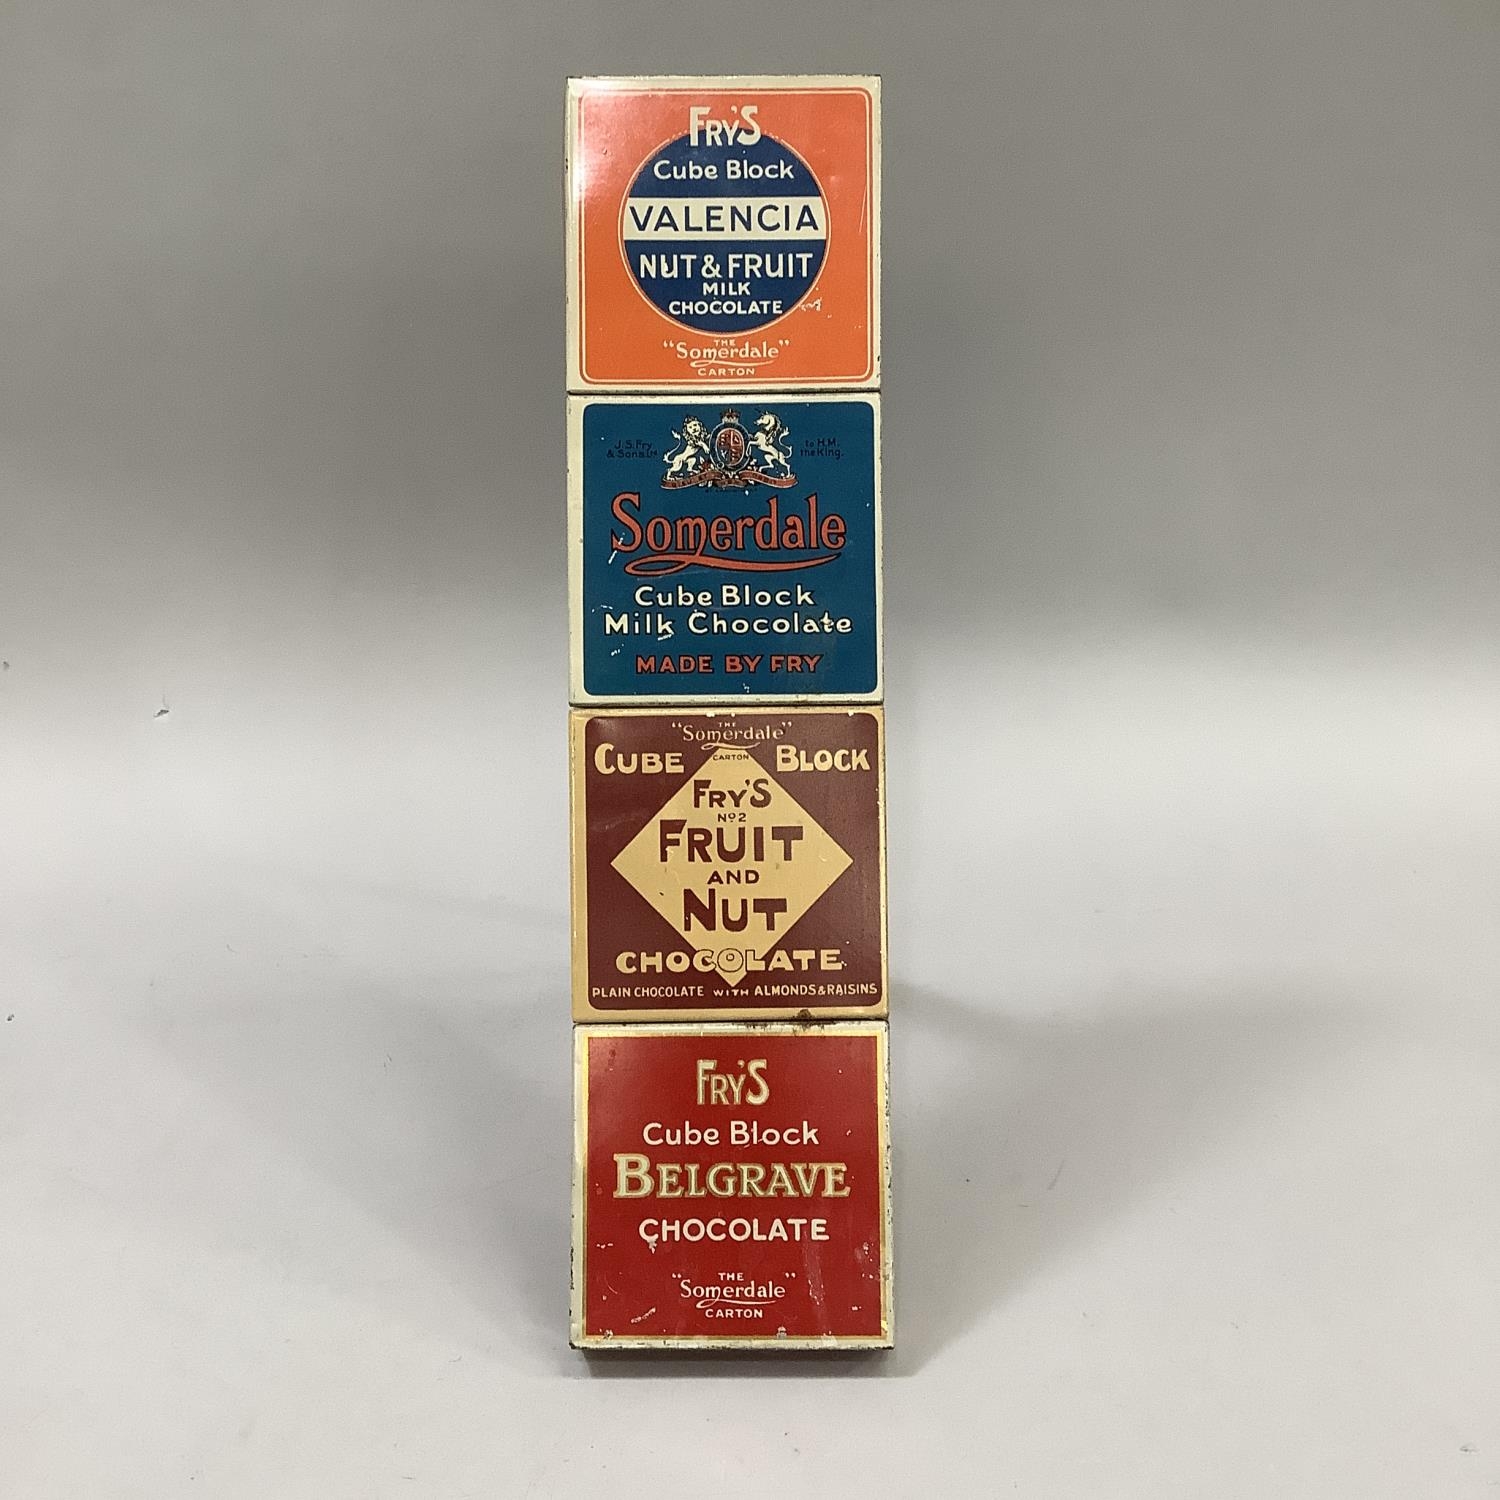 FRY'S
Cube Block
VALENCIA
NUT & FRUIT
MILK
CHOCOLATE
THE
"Somerdale"
CARTON
J.S. Fry to H.M.
& Sons Ltd the King.
Somerdale
Cube Block
Milk Chocolate
MADE BY FRY
THE
"Somerdale"
CARTON
CUBE BLOCK
FRY'S
No 2
FRUIT
AND
NUT
CHOCOLATE
PLAIN CHOCOLATE WITH ALMONDS & RAISINS
FRY'S
Cube Block
BELGRAVE
CHOCOLATE
THE
"Somerdale"
CARTON